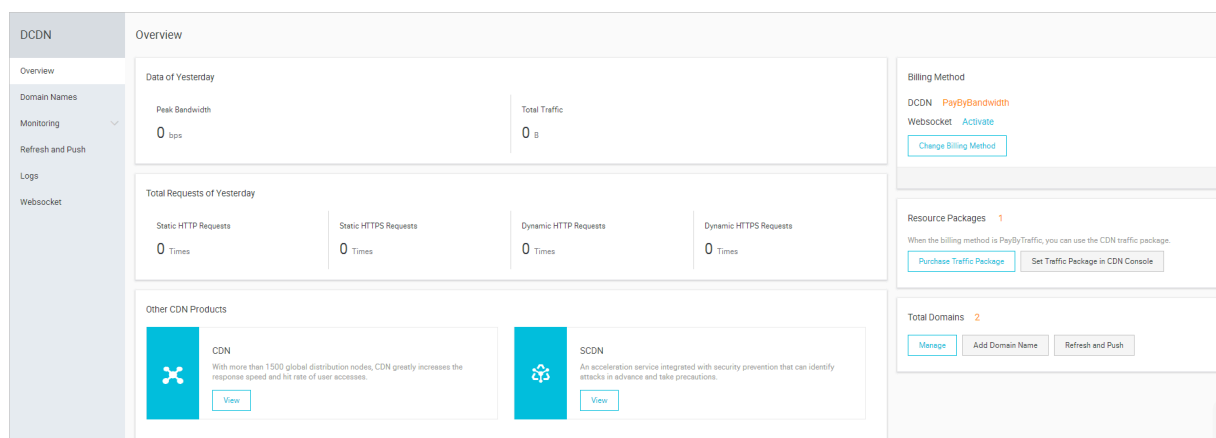 DCDN
Overview
Domain Names
Monitoring
Refresh and Push
Logs
Websocket
Overview
Data of Yesterday
Peak Bandwidth
0 bps
Total Traffic
0 B
Total Requests of Yesterday
Static HTTP Requests
0 Times
Static HTTPS Requests
0 Times
Dynamic HTTP Requests
0 Times
Dynamic HTTPS Requests
0 Times
Other CDN Products
CDN
With more than 1500 global distribution nodes, CDN greatly increases the
response speed and hit rate of user accesses.
View
SCDN
An acceleration service integrated with security prevention that can identify
attacks in advance and take precautions.
View
Billing Method
DCDN PayByBandwidth
Websocket Activate
Change Billing Method
Resource Packages 1
When the billing method is PayByTraffic, you can use the CDN traffic package.
Purchase Traffic Package
Set Traffic Package in CDN Console
Total Domains 2
Manage
Add Domain Name
Refresh and Push